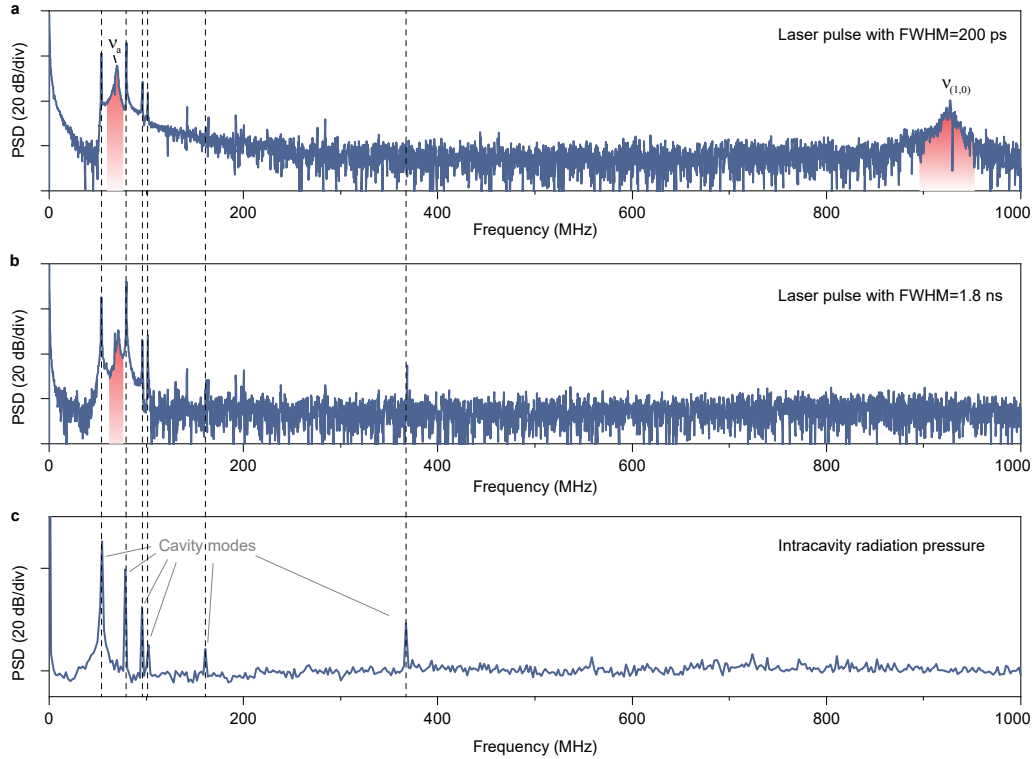 a
PSD (20 dB/div)
νa
Laser pulse with FWHM=200 ps
ν(1,0)
0 200 400 600 800 1000
Frequency (MHz)
b
PSD (20 dB/div)
Laser pulse with FWHM=1.8 ns
0 200 400 600 800 1000
Frequency (MHz)
c
PSD (20 dB/div)
Cavity modes
Intracavity radiation pressure
0 200 400 600 800 1000
Frequency (MHz)